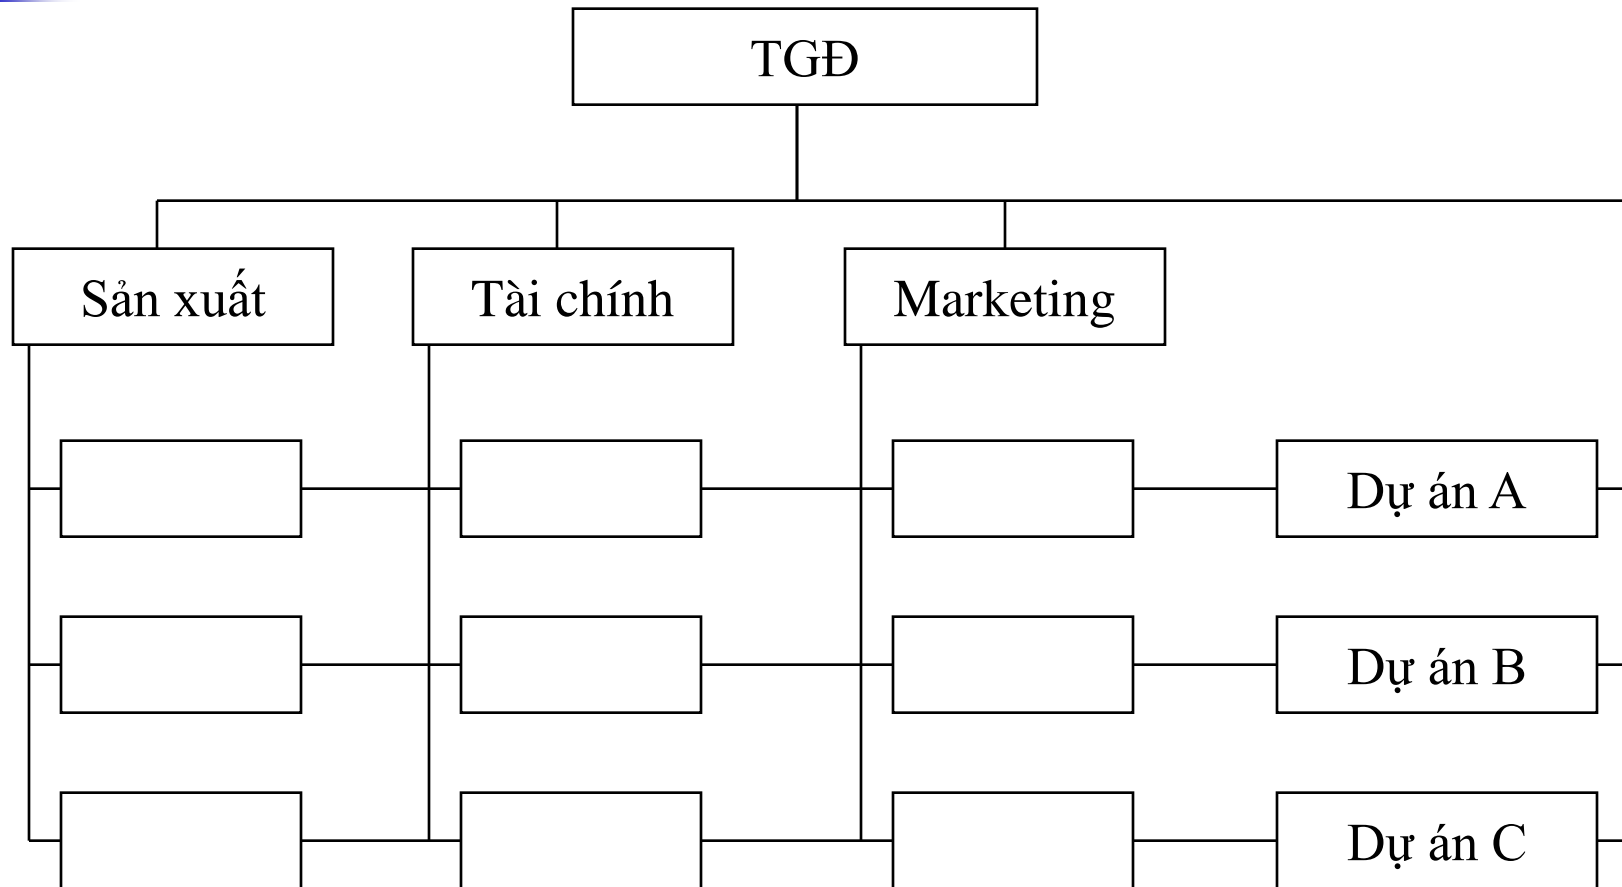 TGĐ
Sản xuất
Tài chính
Marketing
Dự án A
Dự án B
Dự án C